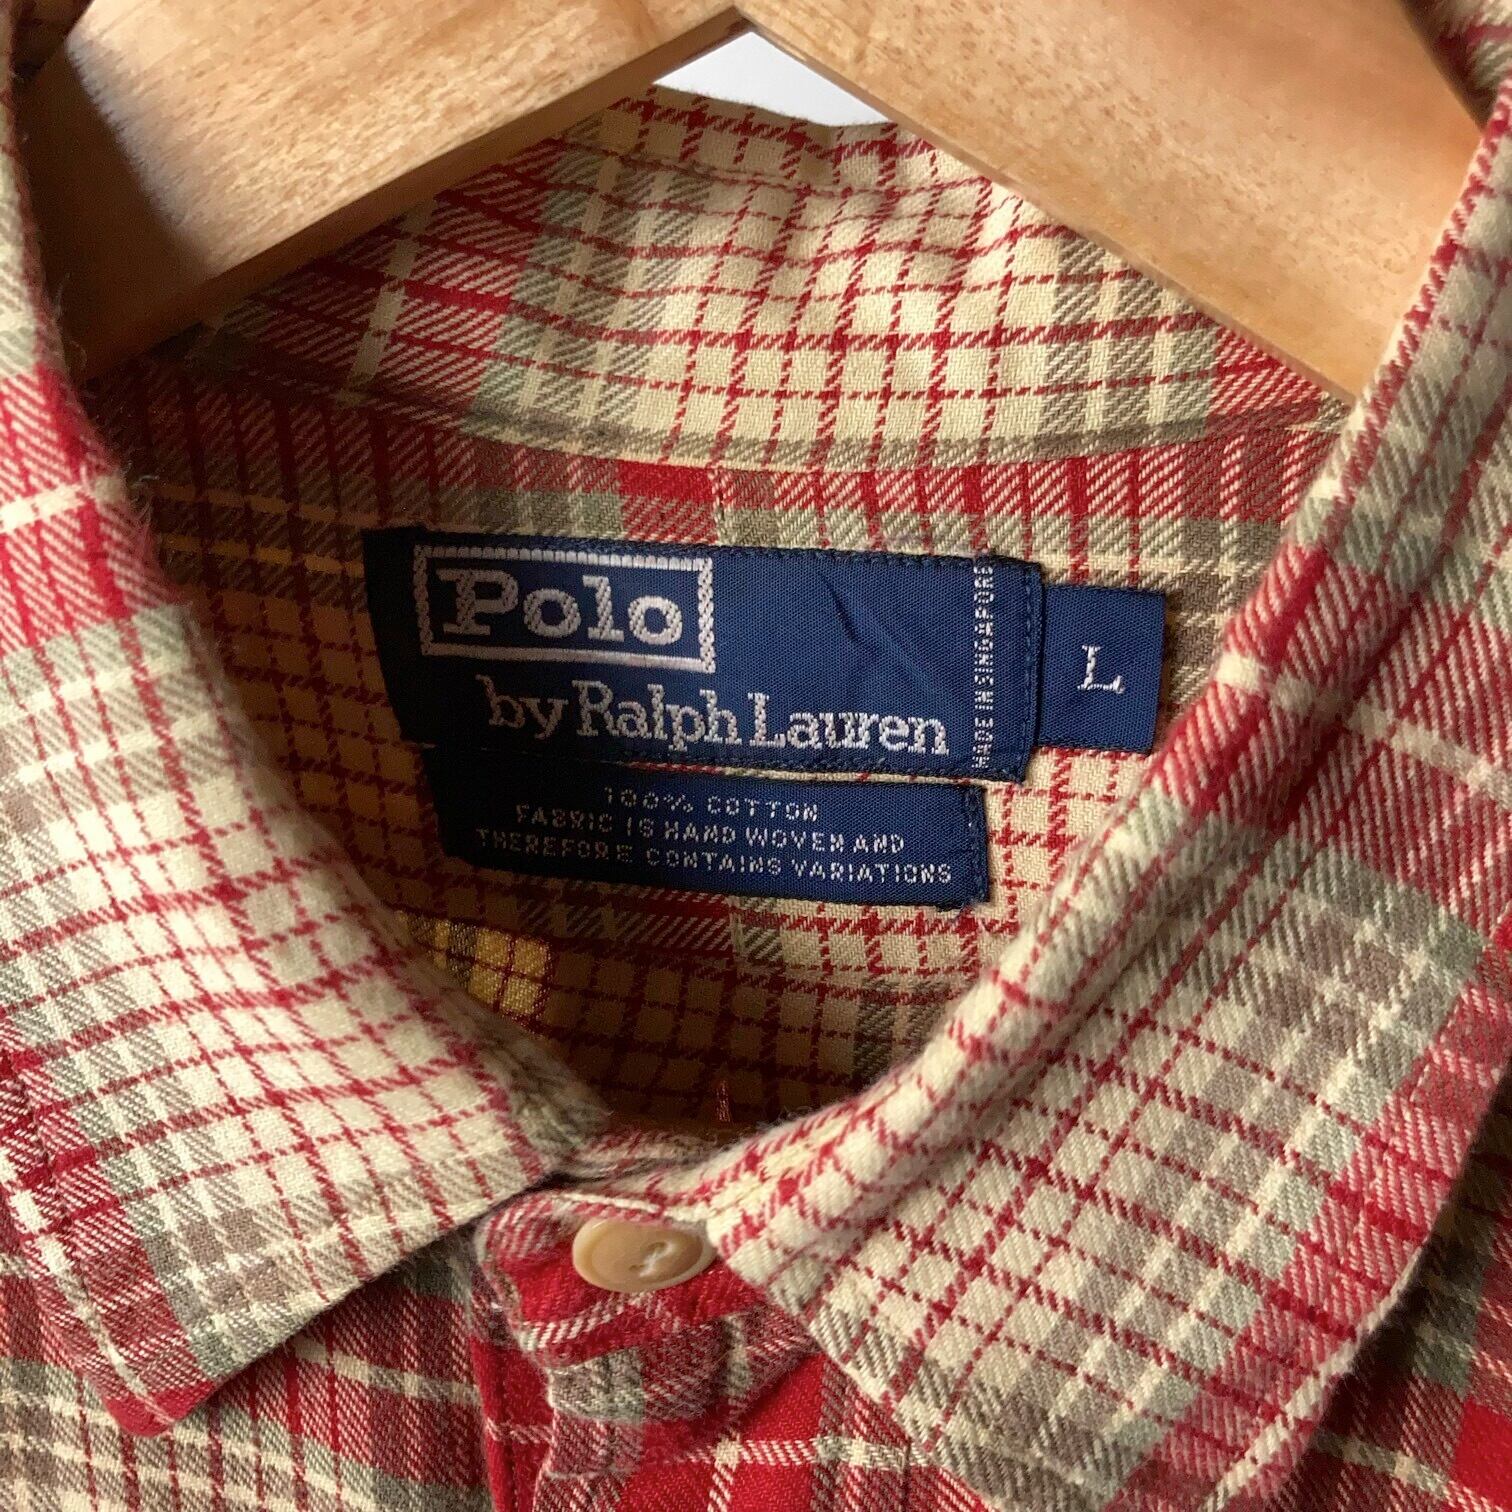 Polo
by Ralph Lauren
MADE IN SINGAPORE
L
100% COTTON
FABRIC IS HAND WOVEN AND
THEREFORE CONTAINS VARIATIONS